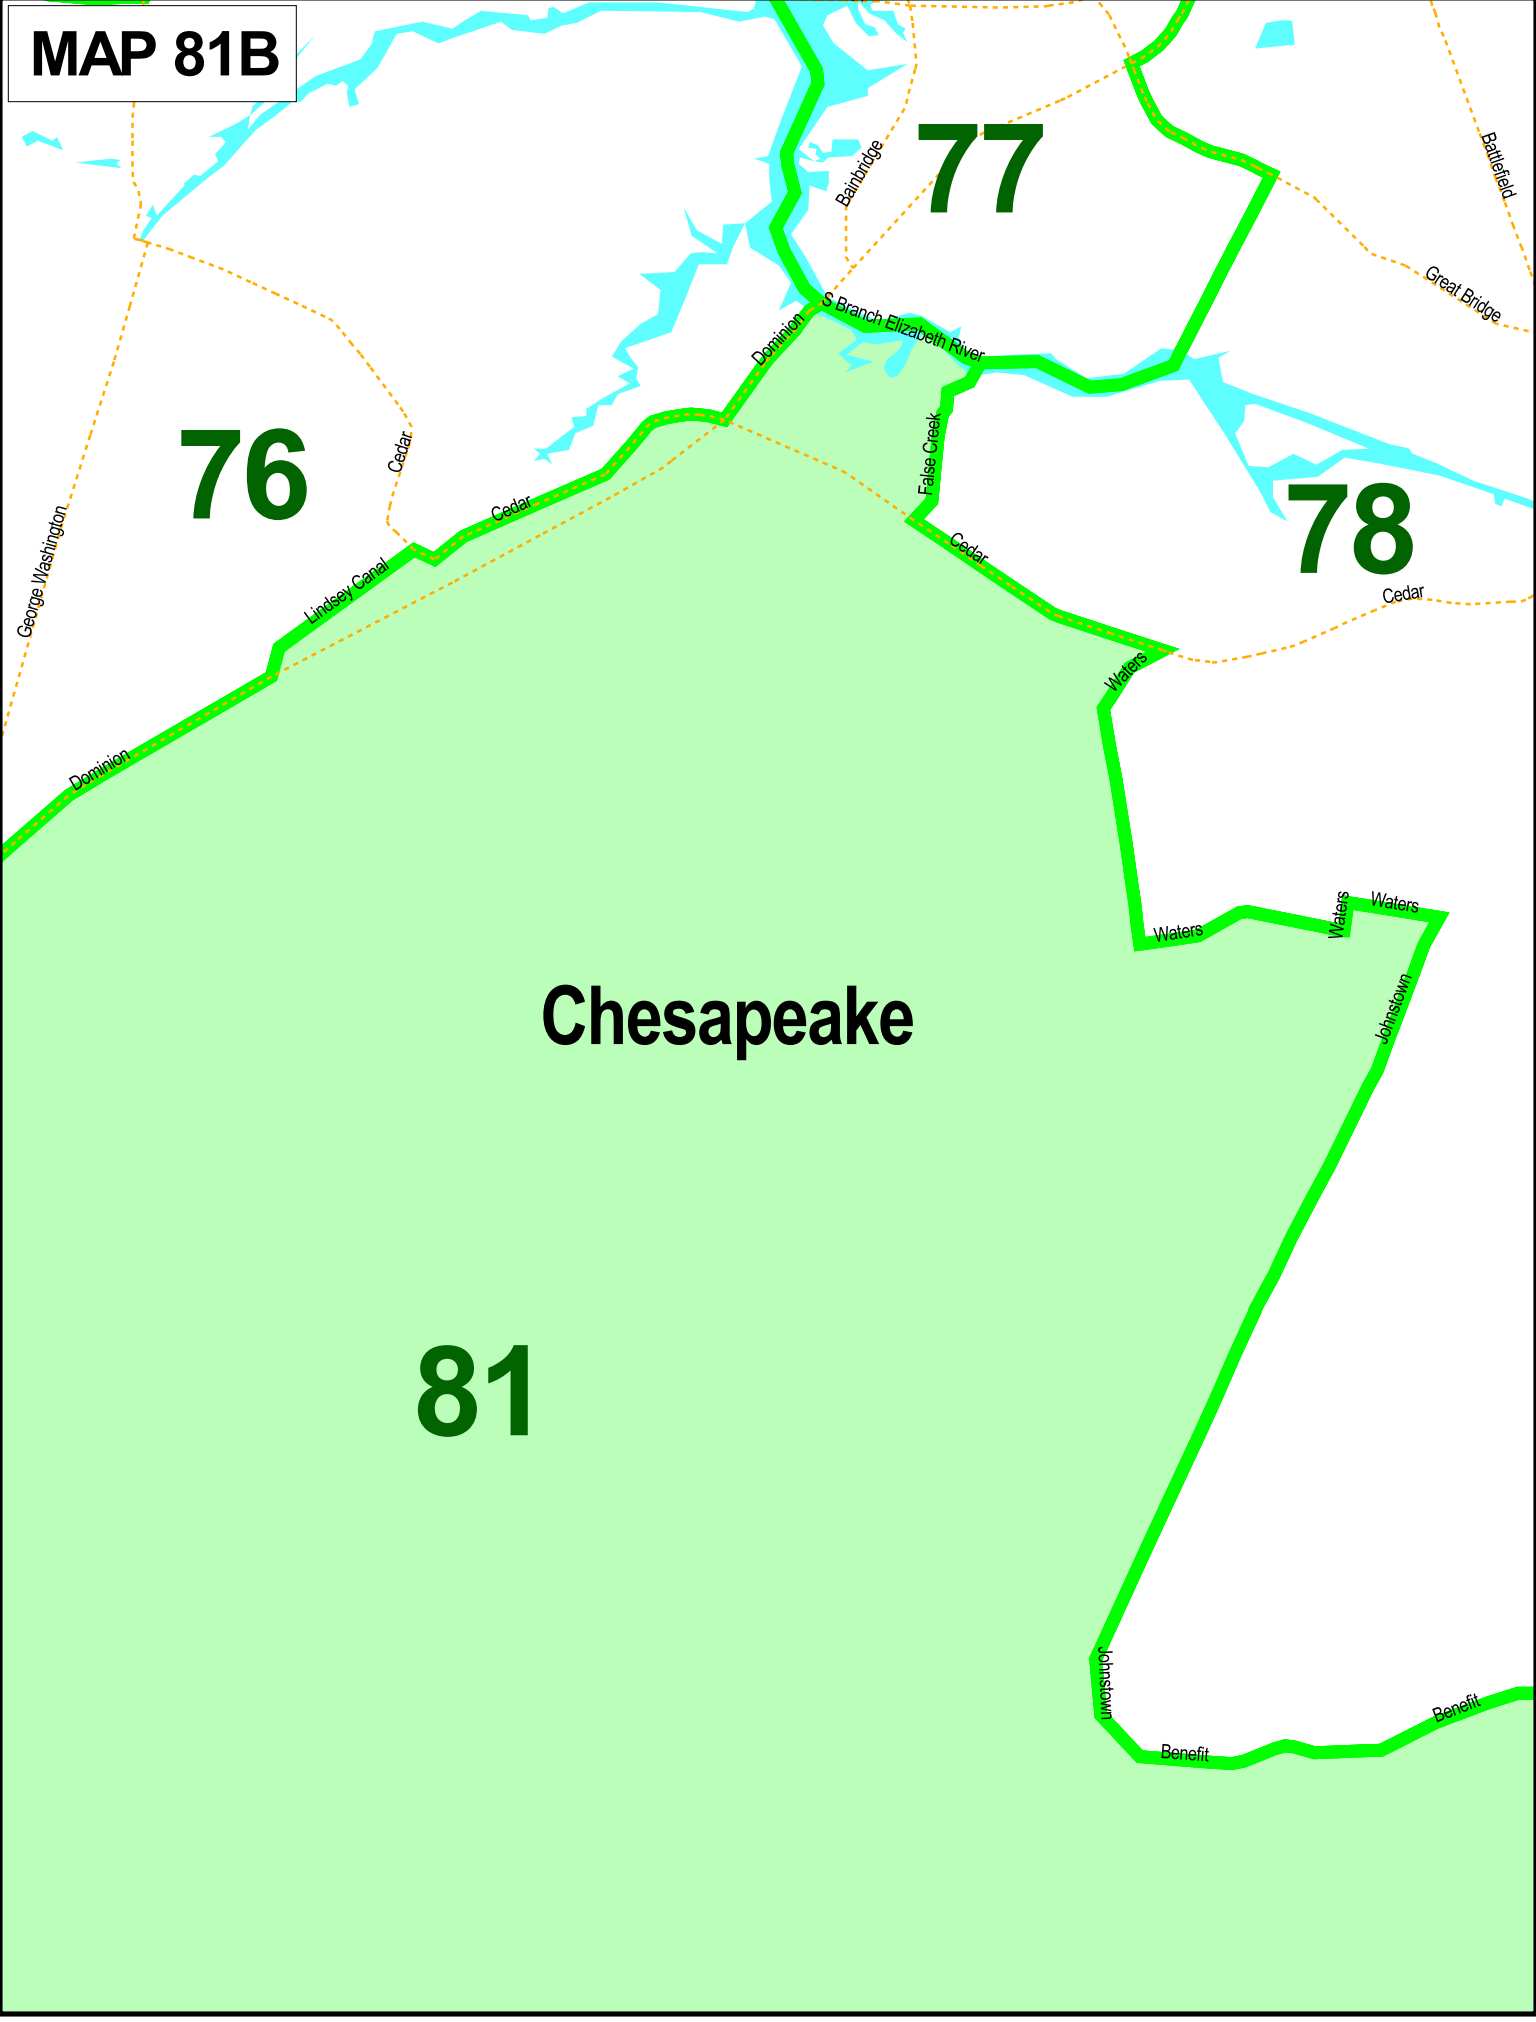 MAP 81B
Battlefield
77
Bainbridge
Great Bridge
S Branch Elizabeth River
Dominion
False Creek
76
Cedar
78
Cedar
George Washington
Lindsey Canal
Cedar
Cedar
Waters
Dominion
Waters
Waters
Waters
Johnstown
Chesapeake
81
Johnstown
Benefit
Benefit